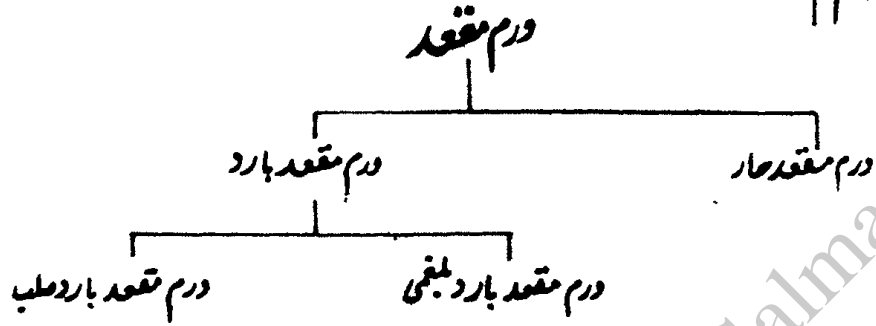 ورم مقعد
ورم مقعد حار
ورم مقعد بارد
ورم مقعد بارد بلغمی
ورم مقعد بارد صلب